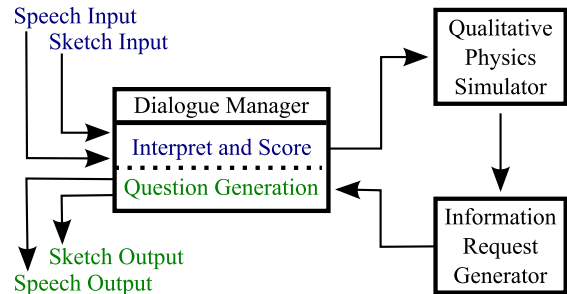 Speech Input
Sketch Input
Dialogue Manager
Interpret and Score
Question Generation
Sketch Output
Speech Output
Qualitative
Physics
Simulator
Information
Request
Generator